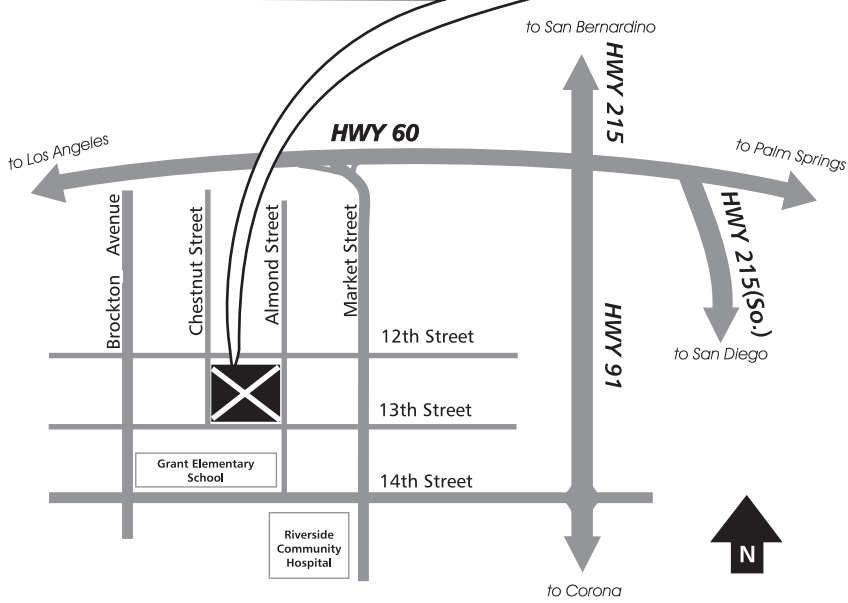 to San Bernardino
HWY 215
HWY 60
to Los Angeles
to Palm Springs
Brockton Avenue
Chestnut Street
Almond Street
Market Street
HWY 215(So.)
12th Street
HWY 91
to San Diego
13th Street
Grant Elementary
School
14th Street
Riverside
Community
Hospital
N
to Corona